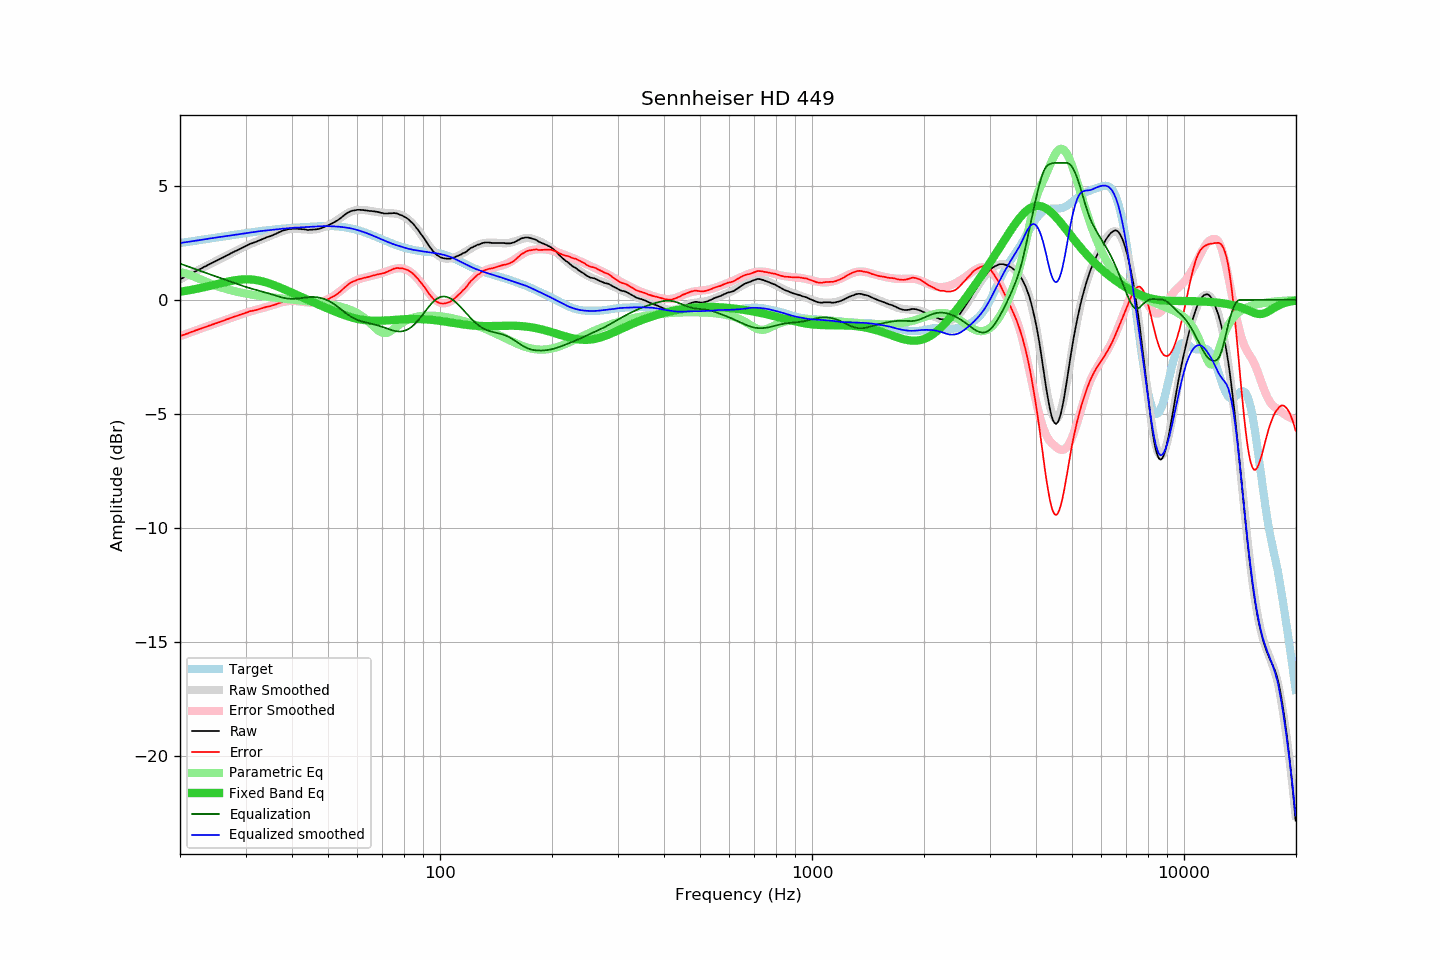 Sennheiser HD 449
Amplitude (dBr)
5
0
−5
−10
−15
−20
Target
Raw Smoothed
Error Smoothed
Raw
Error
Parametric Eq
Fixed Band Eq
Equalization
Equalized smoothed
100
1000
10000
Frequency (Hz)